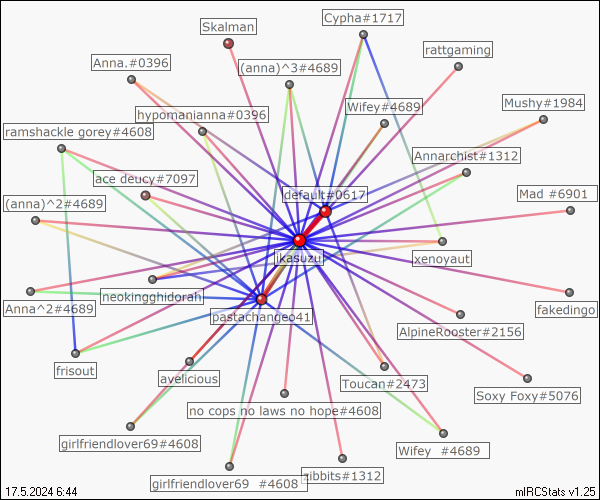 Cypha#1717
Skalman
rattgaming
Anna.#0396
(anna)^3#4689
Wifey#4689
Mushy#1984
hypomanianna#0396
ramshackle gorey#4608
Annarchist#1312
ace deucy#7097
default#0617
Mad #6901
(anna)^2#4689
jkasuzu
xenoyaut
neokingghidorah
Anna^2#4689
fakedingo
pastachangeo41
AlpineRooster#2156
frisout
avelicious
Toucan#2473
Soxy Foxy#5076
no cops no laws no hope#4608
girlfriendlover69#4608
Wifey #4689
zibbits#1312
girlfriendlover69 #4608
17.5.2024 6:44
mIRCStats v1.25